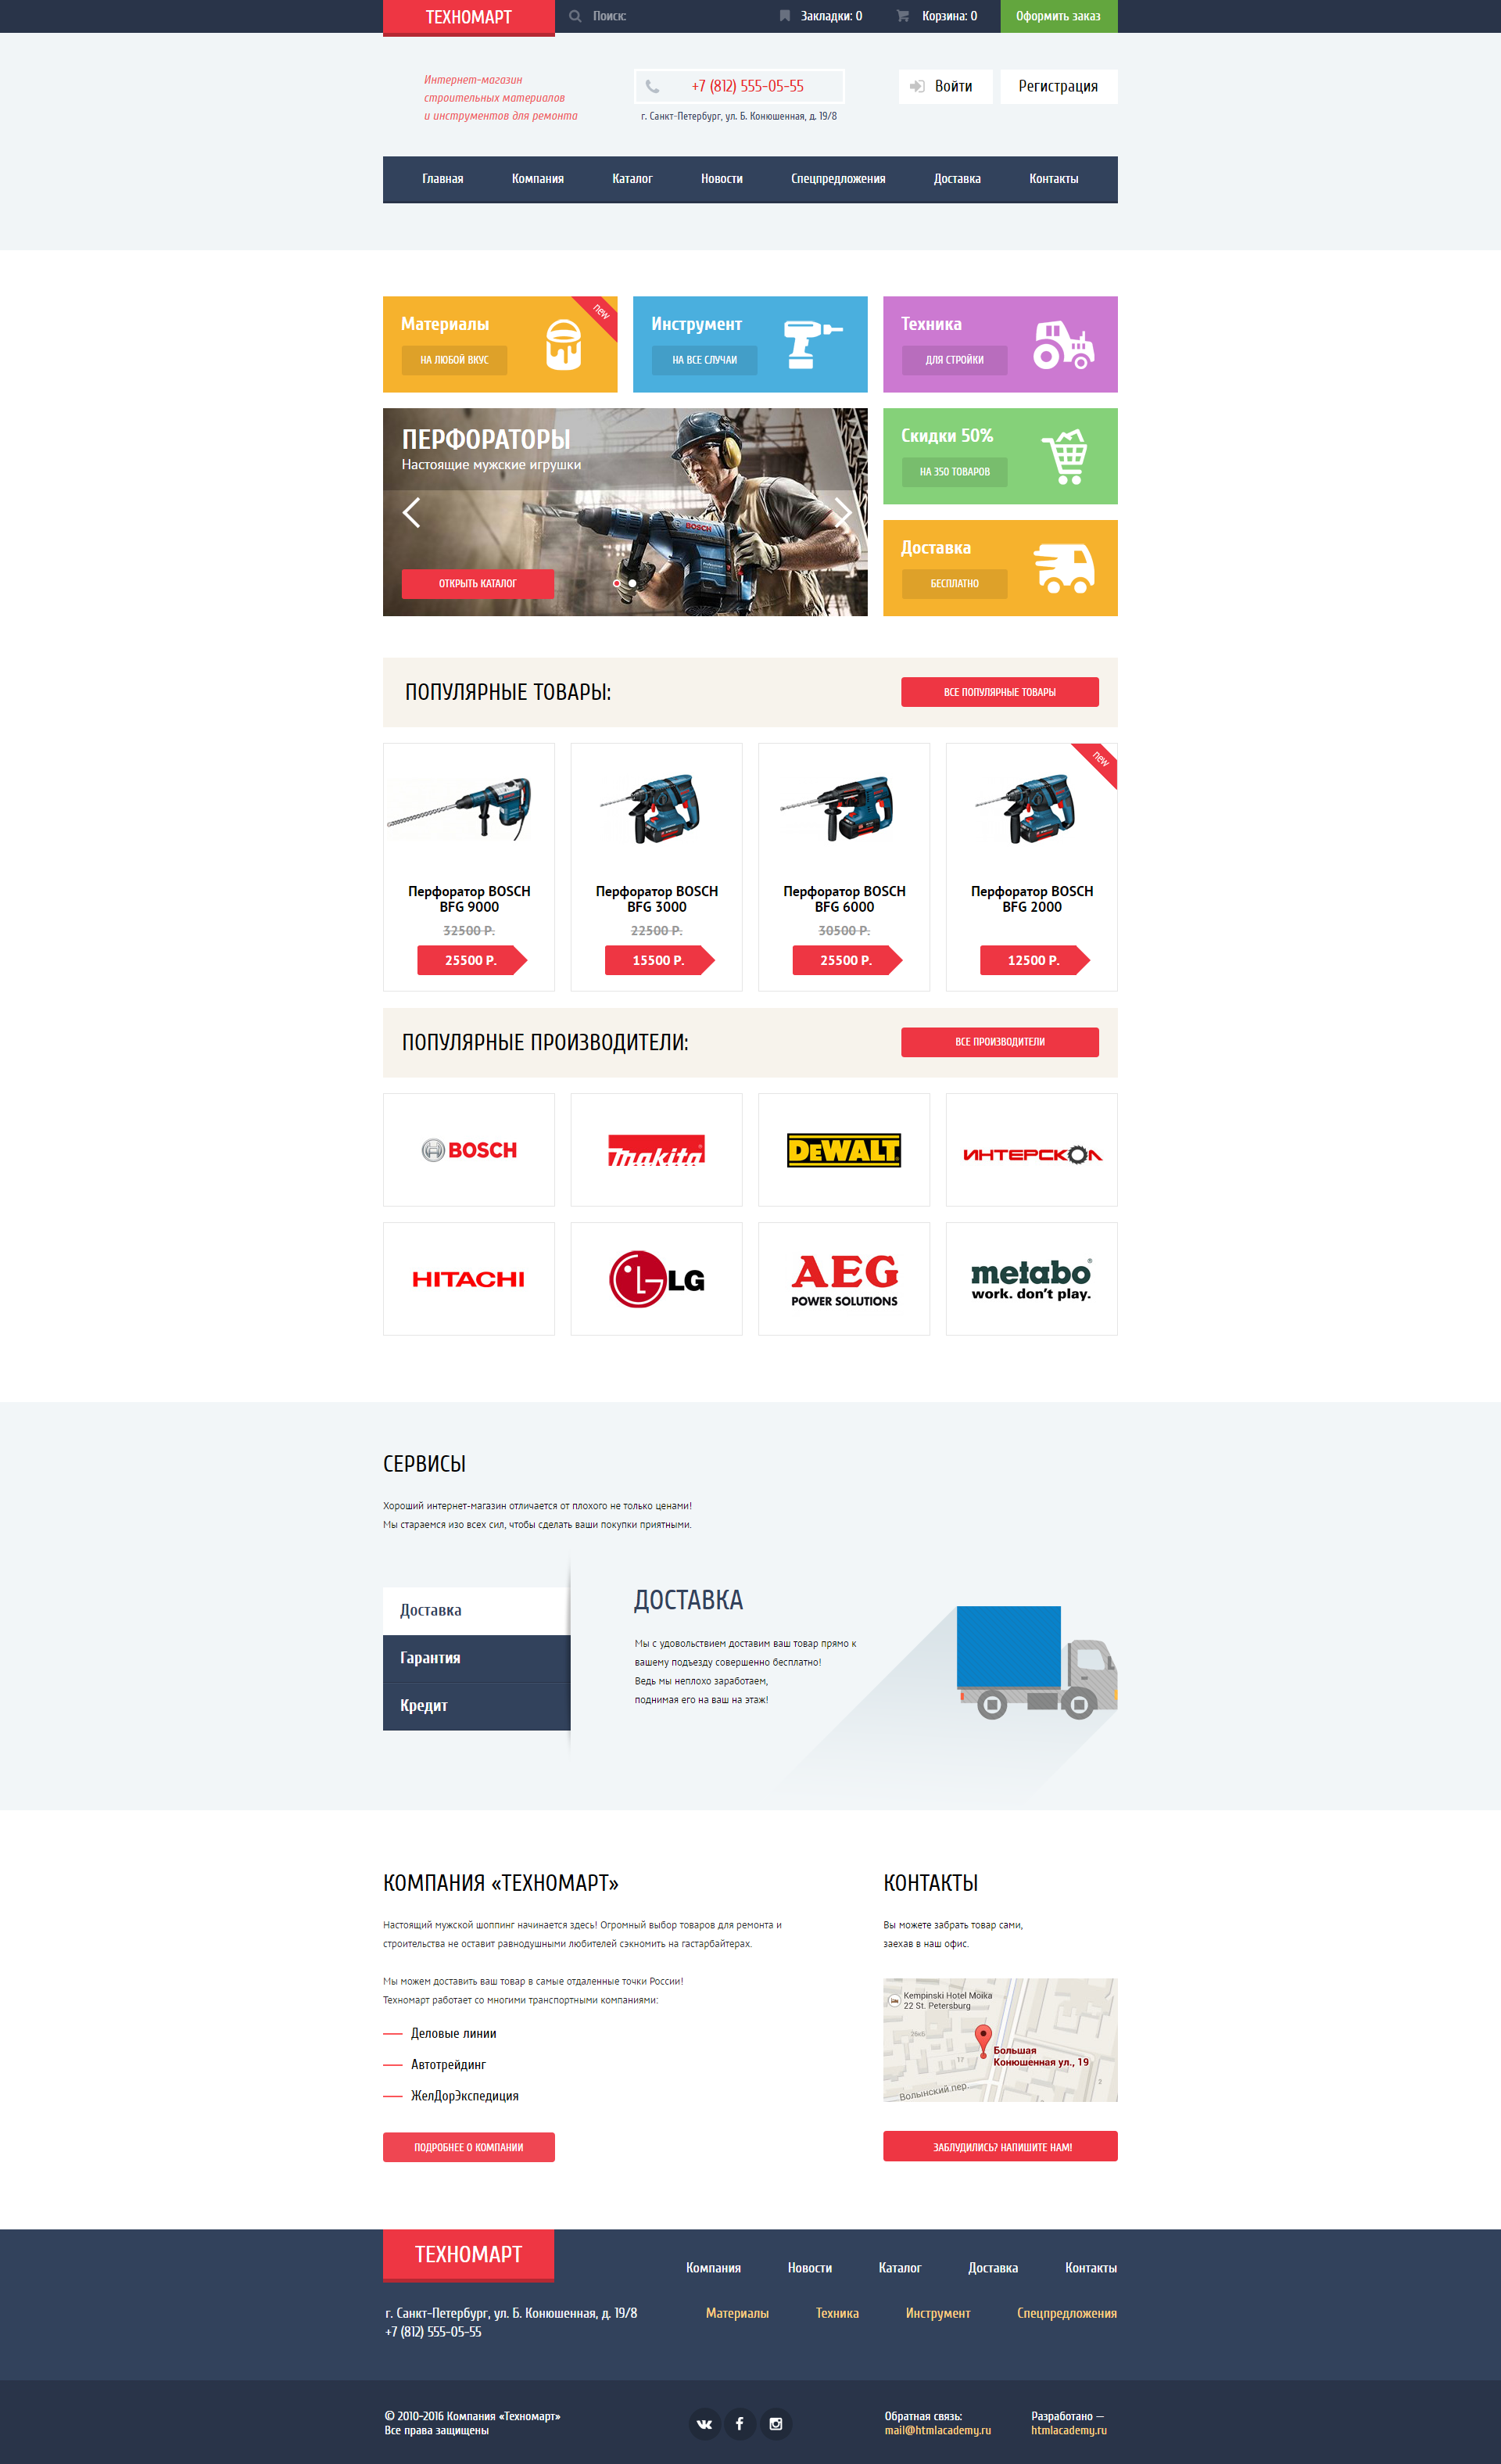 ТЕХНОМАРТ
Поиск:
Закладки: 0
Корзина: 0
Оформить заказ
Интернет-магазин
строительных материалов
и инструментов для ремонта
+7 (812) 555-05-55
г. Санкт-Петербург, ул. Б. Конюшенная, д. 19/8
Войти
Регистрация
Главная
Компания
Каталог
Новости
Спецпредложения
Доставка
Контакты
Материалы
НА ЛЮБОЙ ВКУС
new
Инструмент
НА ВСЕ СЛУЧАИ
Техника
ДЛЯ СТРОЙКИ
ПЕРФОРАТОРЫ
Настоящие мужские игрушки
BOSCH
ОТКРЫТЬ КАТАЛОГ
Скидки 50%
НА 350 ТОВАРОВ
Доставка
БЕСПЛАТНО
ПОПУЛЯРНЫЕ ТОВАРЫ:
ВСЕ ПОПУЛЯРНЫЕ ТОВАРЫ
Перфоратор BOSCH
BFG 9000
32500 Р.
25500 Р.
Перфоратор BOSCH
BFG 3000
22500 Р.
15500 Р.
Перфоратор BOSCH
BFG 6000
30500 Р.
25500 Р.
new
Перфоратор BOSCH
BFG 2000
12500 Р.
ПОПУЛЯРНЫЕ ПРОИЗВОДИТЕЛИ:
ВСЕ ПРОИЗВОДИТЕЛИ
BOSCH
makita
DEWALT
ИНТЕРСКОЛ
HITACHI
LG
AEG
POWER SOLUTIONS
metabo
work. don't play.
СЕРВИСЫ
Хороший интернет-магазин отличается от плохого не только ценами!
Мы стараемся изо всех сил, чтобы сделать ваши покупки приятными.
Доставка
Гарантия
Кредит
ДОСТАВКА
Мы с удовольствием доставим ваш товар прямо к
вашему подъезду совершенно бесплатно!
Ведь мы неплохо заработаем,
поднимая его на ваш на этаж!
КОМПАНИЯ «ТЕХНОМАРТ»
Настоящий мужской шоппинг начинается здесь! Огромный выбор товаров для ремонта и
строительства не оставит равнодушными любителей сэкномить на гастарбайтерах.
Мы можем доставить ваш товар в самые отдаленные точки России!
Техномарт работает со многими транспортными компаниями:
Деловые линии
Автотрейдинг
ЖелДорЭкспедиция
ПОДРОБНЕЕ О КОМПАНИИ
КОНТАКТЫ
Вы можете забрать товар сами,
заехав в наш офис.
Kempinski Hotel Moika
22 St. Petersburg
17
Большая
Конюшенная ул., 19
2
Волынский пер
ЗАБЛУДИЛИСЬ? НАПИШИТЕ НАМ!
ТЕХНОМАРТ
г. Санкт-Петербург, ул. Б. Конюшенная, д. 19/8
+7 (812) 555-05-55
Компания
Новости
Каталог
Доставка
Контакты
Материалы
Техника
Инструмент
Спецпредложения
© 2010-2016 Компания «Техномарт»
Все права защищены
Обратная связь:
mail@htmlacademy.ru
Разработано —
htmlacademy.ru